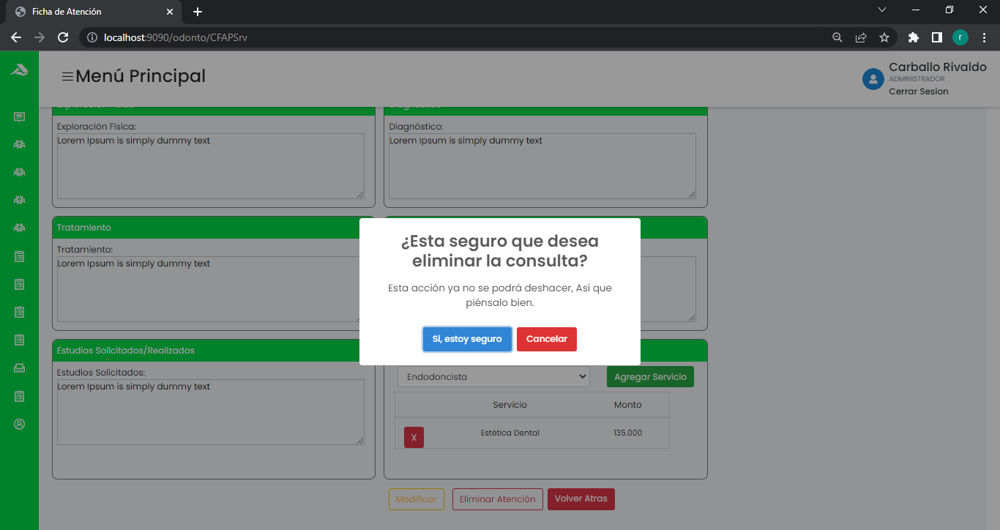 Ficha de Atención
localhost:9090/odonto/CFAPSrv
r
Menú Principal
Carballo Rivaldo
ADMINISTRADOR
Cerrar Sesion
Exploración Física
Diagnóstico
Exploración Física:
Lorem Ipsum is simply dummy text
Diagnóstico:
Lorem Ipsum is simply dummy text
Tratamiento
Tratamiento:
Lorem Ipsum is simply dummy text
¿Esta seguro que desea
eliminar la consulta?
Esta acción ya no se podrá deshacer, Así que
piénsalo bien.
Si, estoy seguro
Cancelar
Estudios Solicitados/Realizados
Estudios Solicitados:
Lorem Ipsum is simply dummy text
Endodoncista
Agregar Servicio
Servicio Monto
X Estética Dental 135.000
Modificar
Eliminar Atención
Volver Atras